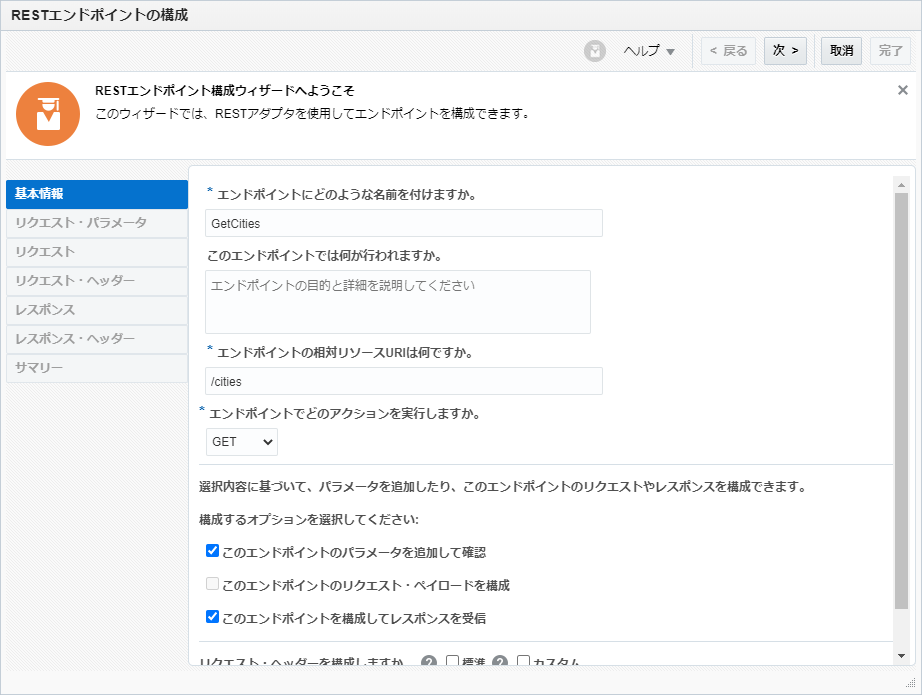 RESTエンドポイントの構成
ヘルプ
< 戻る
次 >
取消
完了
RESTエンドポイント構成ウィザードへようこそ
このウィザードでは、RESTアダプタを使用してエンドポイントを構成できます。
基本情報
リクエスト・パラメータ
リクエスト
リクエスト・ヘッダー
レスポンス
レスポンス・ヘッダー
サマリー
* エンドポイントにどのような名前を付けますか。
GetCities
このエンドポイントでは何が行われますか。
エンドポイントの目的と詳細を説明してください
* エンドポイントの相対リソースURIは何ですか。
/cities
* エンドポイントでどのアクションを実行しますか。
GET
選択内容に基づいて、パラメータを追加したり、このエンドポイントのリクエストやレスポンスを構成できます。
構成するオプションを選択してください:
このエンドポイントのパラメータを追加して確認
このエンドポイントのリクエスト・ペイロードを構成
このエンドポイントを構成してレスポンスを受信
リクエスト・ヘッダーを構成しますか ? 標準 ? カスタム